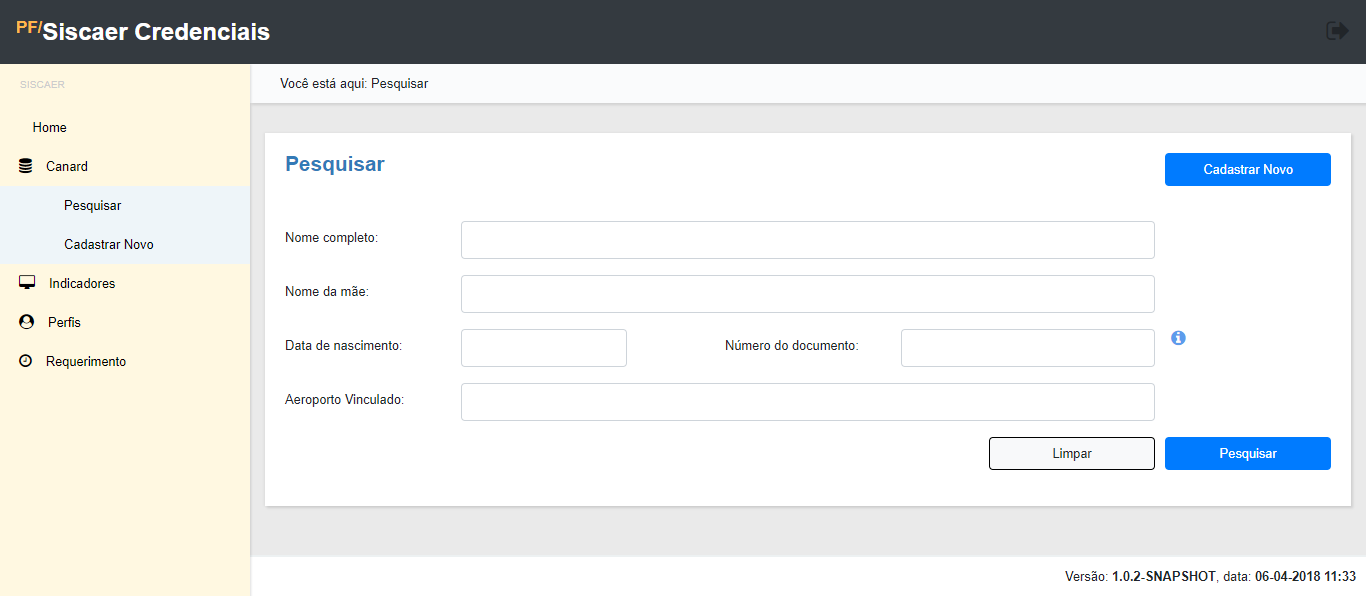 PF/Siscaer Credenciais
SISCAER
Você está aqui: Pesquisar
Home
Canard
Pesquisar
Cadastrar Novo
Indicadores
Perfis
Requerimento
Pesquisar
Cadastrar Novo
Nome completo:
Nome da mãe:
Data de nascimento:
Número do documento:
Aeroporto Vinculado:
Limpar
Pesquisar
Versão: 1.0.2-SNAPSHOT, data: 06-04-2018 11:33